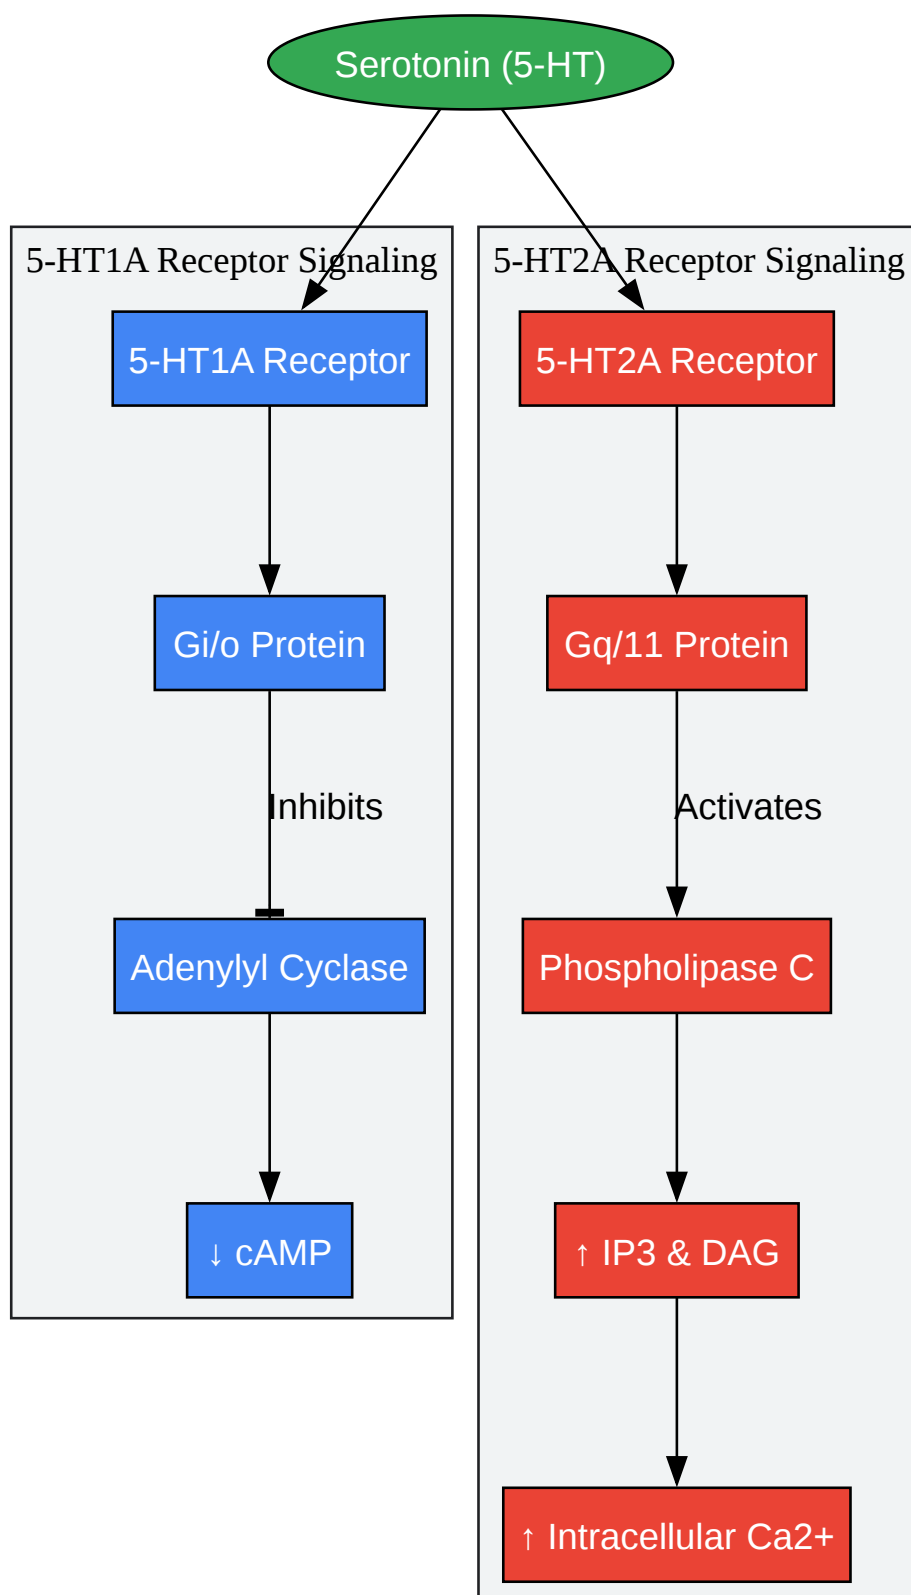 Serotonin (5-HT)
5-HT1A Receptor Signaling
5-HT1A Receptor
Gi/o Protein
Inhibits
Adenylyl Cyclase
↓ cAMP
5-HT2A Receptor Signaling
5-HT2A Receptor
Gq/11 Protein
Activates
Phospholipase C
↑ IP3 & DAG
↑ Intracellular Ca2+